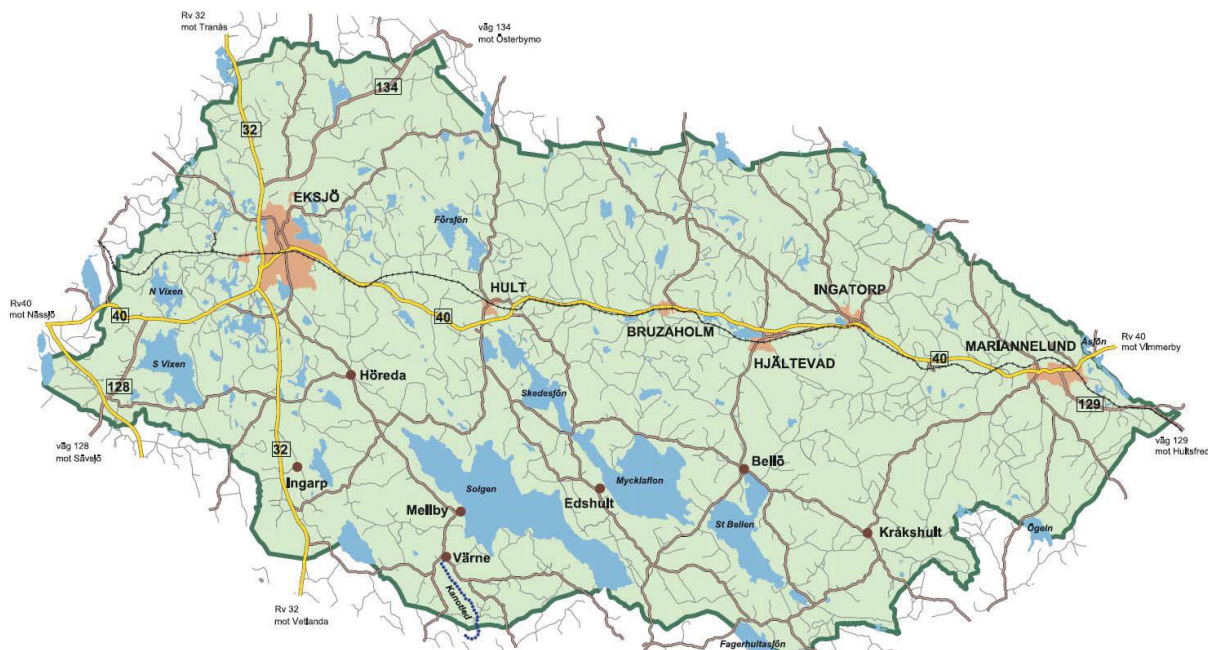 Rv 32
mot Tranås
väg 134
mot Österbymo
134
32
EKSJÖ
Försjön
N Vixen
Rv40
mot Nässjö
40
HULT
40
BRUZAHOLM
INGATORP
HJÄLTEVAD
MARIANNELUND
Åsjön
Rv 40
mot Vimmerby
40
S Vixen
128
Höreda
Skedesjön
129
väg 128
mot Sävsjö
väg 129
mot Hultsfred
32
Ingarp
Solgen
Mellby
Edshult
Mycklaflon
Bellö
St Bellen
Kråkshult
Ögeln
Värne
Kanotled
Rv 32
mot Vetlanda
Fagerhultasjön